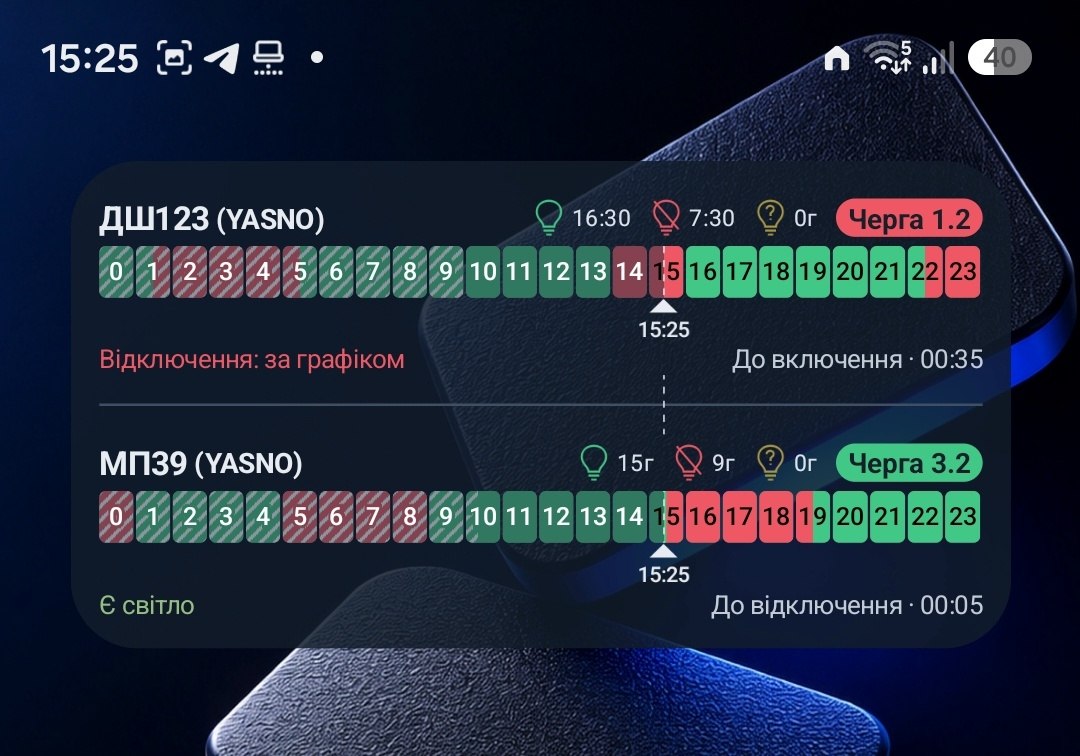 15:25 5 40
ДШ123 (YASNO) 16:30 7:30 ? 0г Черга 1.2
0 1 2 3 4 5 6 7 8 9 10 11 12 13 14 15 16 17 18 19 20 21 22 23
15:25
Відключення: за графіком До включення · 00:35
МП39 (YASNO) 15г 9г ? 0г Черга 3.2
0 1 2 3 4 5 6 7 8 9 10 11 12 13 14 15 16 17 18 19 20 21 22 23
15:25
Є світло До відключення · 00:05